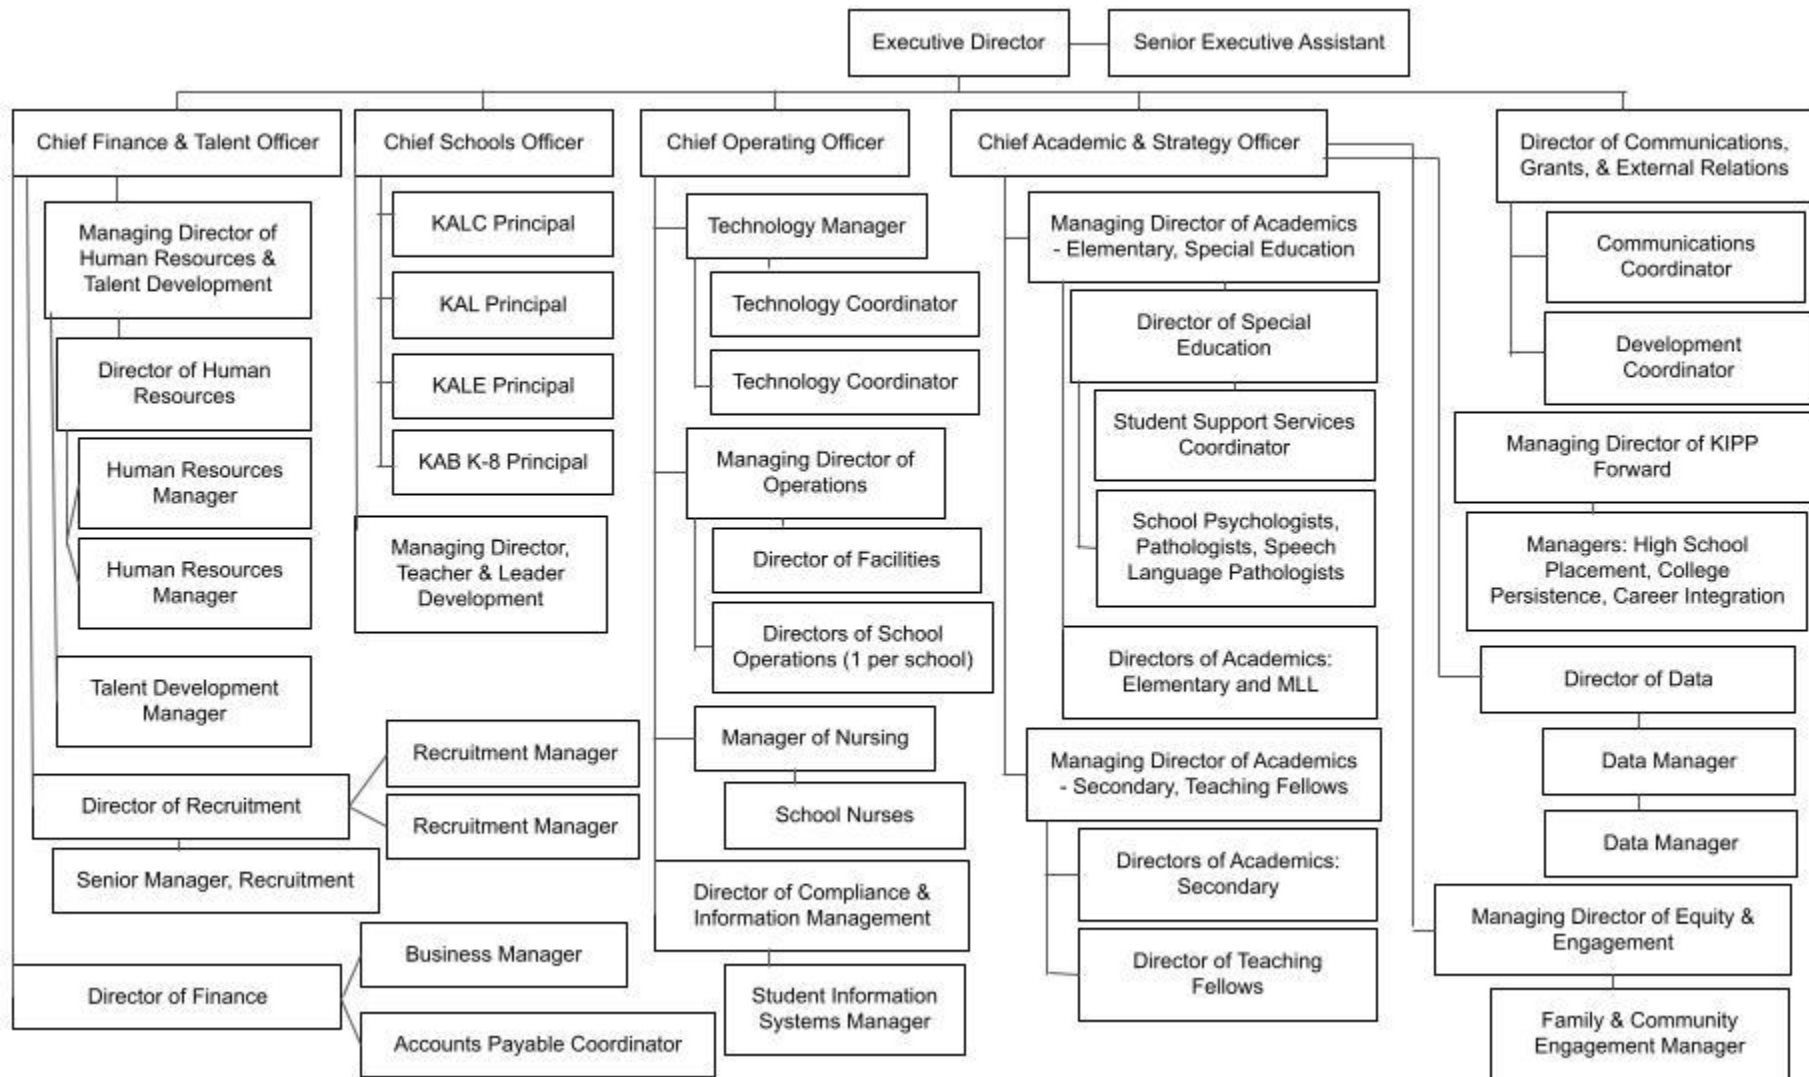 Executive Director
Senior Executive Assistant
Chief Finance & Talent Officer
Managing Director of
Human Resources &
Talent Development
Director of Human
Resources
Human Resources
Manager
Human Resources
Manager
Talent Development
Manager
Director of Recruitment
Recruitment Manager
Recruitment Manager
Senior Manager, Recruitment
Director of Finance
Business Manager
Accounts Payable Coordinator
Chief Schools Officer
KALC Principal
KAL Principal
KALE Principal
KAB K-8 Principal
Managing Director,
Teacher & Leader
Development
Chief Operating Officer
Technology Manager
Technology Coordinator
Technology Coordinator
Managing Director of
Operations
Director of Facilities
Directors of School
Operations (1 per school)
Manager of Nursing
School Nurses
Director of Compliance &
Information Management
Student Information
Systems Manager
Chief Academic & Strategy Officer
Managing Director of Academics
- Elementary, Special Education
Director of Special
Education
Student Support Services
Coordinator
School Psychologists,
Pathologists, Speech
Language Pathologists
Directors of Academics:
Elementary and MLL
Managing Director of Academics
- Secondary, Teaching Fellows
Directors of Academics:
Secondary
Director of Teaching
Fellows
Director of Communications,
Grants, & External Relations
Communications
Coordinator
Development
Coordinator
Managing Director of KIPP
Forward
Managers: High School
Placement, College
Persistence, Career Integration
Director of Data
Data Manager
Data Manager
Managing Director of Equity &
Engagement
Family & Community
Engagement Manager